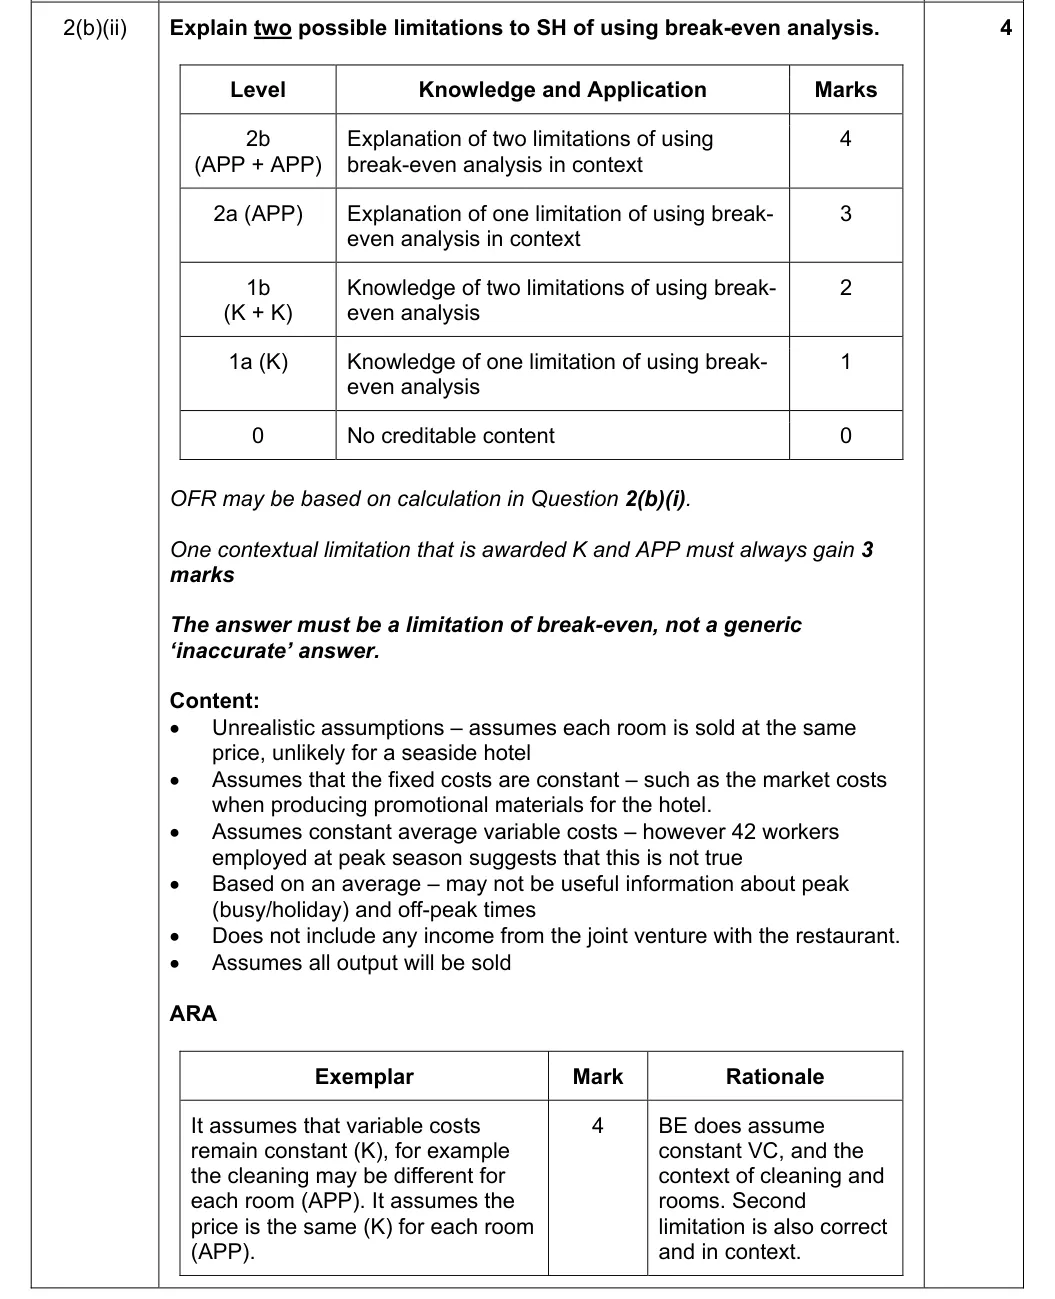 2(b)(ii) Explain two possible limitations to SH of using break-even analysis. 4
Level Knowledge and Application Marks
2b
(APP + APP)
Explanation of two limitations of using
break-even analysis in context
4
2a (APP)
Explanation of one limitation of using break-
even analysis in context
3
1b
(K + K)
Knowledge of two limitations of using break-
even analysis
2
1a (K)
Knowledge of one limitation of using break-
even analysis
1
0 No creditable content 0
OFR may be based on calculation in Question 2(b)(i).
One contextual limitation that is awarded K and APP must always gain 3
marks
The answer must be a limitation of break-even, not a generic
‘inaccurate’ answer.
Content:
• Unrealistic assumptions – assumes each room is sold at the same
price, unlikely for a seaside hotel
• Assumes that the fixed costs are constant – such as the market costs
when producing promotional materials for the hotel.
• Assumes constant average variable costs – however 42 workers
employed at peak season suggests that this is not true
• Based on an average – may not be useful information about peak
(busy/holiday) and off-peak times
• Does not include any income from the joint venture with the restaurant.
• Assumes all output will be sold
ARA
Exemplar Mark Rationale
It assumes that variable costs
remain constant (K), for example
the cleaning may be different for
each room (APP). It assumes the
price is the same (K) for each room
(APP).
4
BE does assume
constant VC, and the
context of cleaning and
rooms. Second
limitation is also correct
and in context.